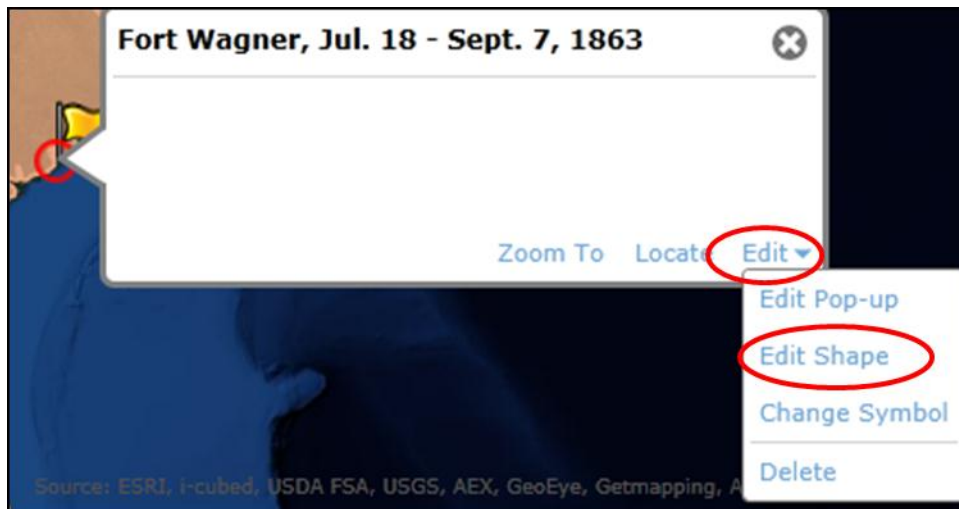 Fort Wagner, Jul. 18 - Sept. 7, 1863
Zoom To Locate Edit
Edit Pop-up
Edit Shape
Change Symbol
Delete
Source: ESRI, i-cubed, USDA FSA, USGS, AEX, GeoEye, Getmapping, A